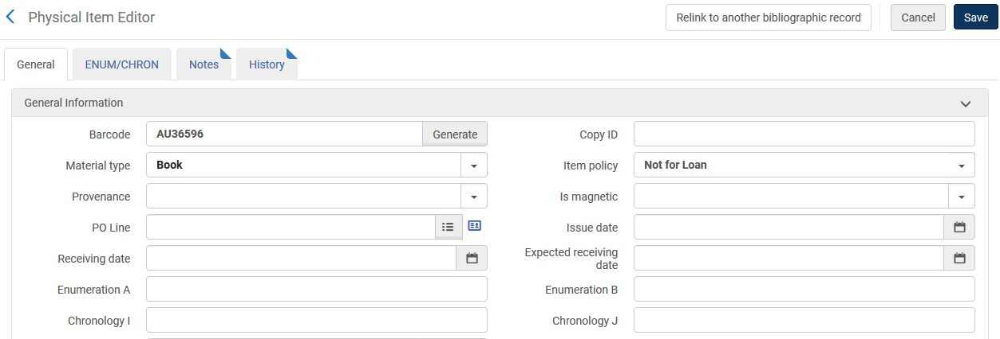 Physical Item Editor
Relink to another bibliographic record
Cancel
Save
General
ENUM/CHRON
Notes
History
General Information
Barcode
AU36596
Generate
Copy ID
Material type
Book
Item policy
Not for Loan
Provenance
Is magnetic
PO Line
Issue date
Receiving date
Expected receiving
date
Enumeration A
Enumeration B
Chronology I
Chronology J